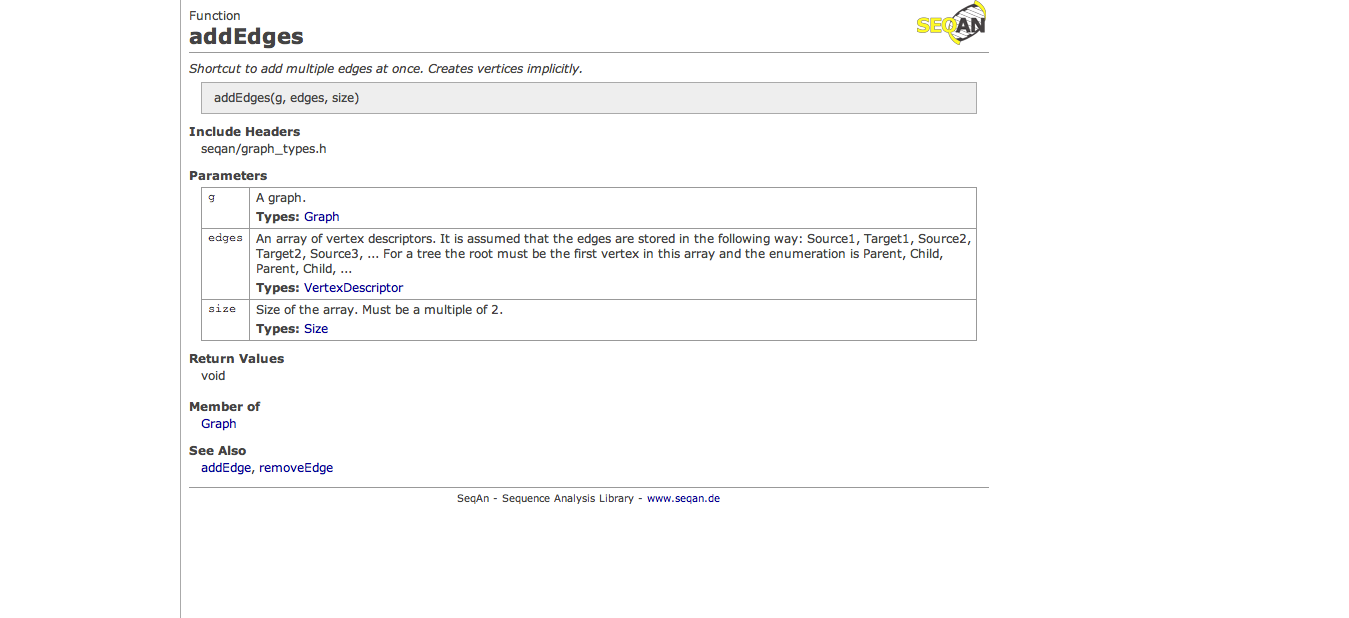 Function
addEdges
SEQAN
Shortcut to add multiple edges at once. Creates vertices implicitly.
addEdges(g, edges, size)
Include Headers
seqan/graph_types.h
Parameters
g
A graph.
Types: Graph
edges
An array of vertex descriptors. It is assumed that the edges are stored in the following way: Source1, Target1, Source2,
Target2, Source3, ... For a tree the root must be the first vertex in this array and the enumeration is Parent, Child,
Parent, Child, ...
Types: VertexDescriptor
size
Size of the array. Must be a multiple of 2.
Types: Size
Return Values
void
Member of
Graph
See Also
addEdge, removeEdge
SeqAn - Sequence Analysis Library - www.seqan.de